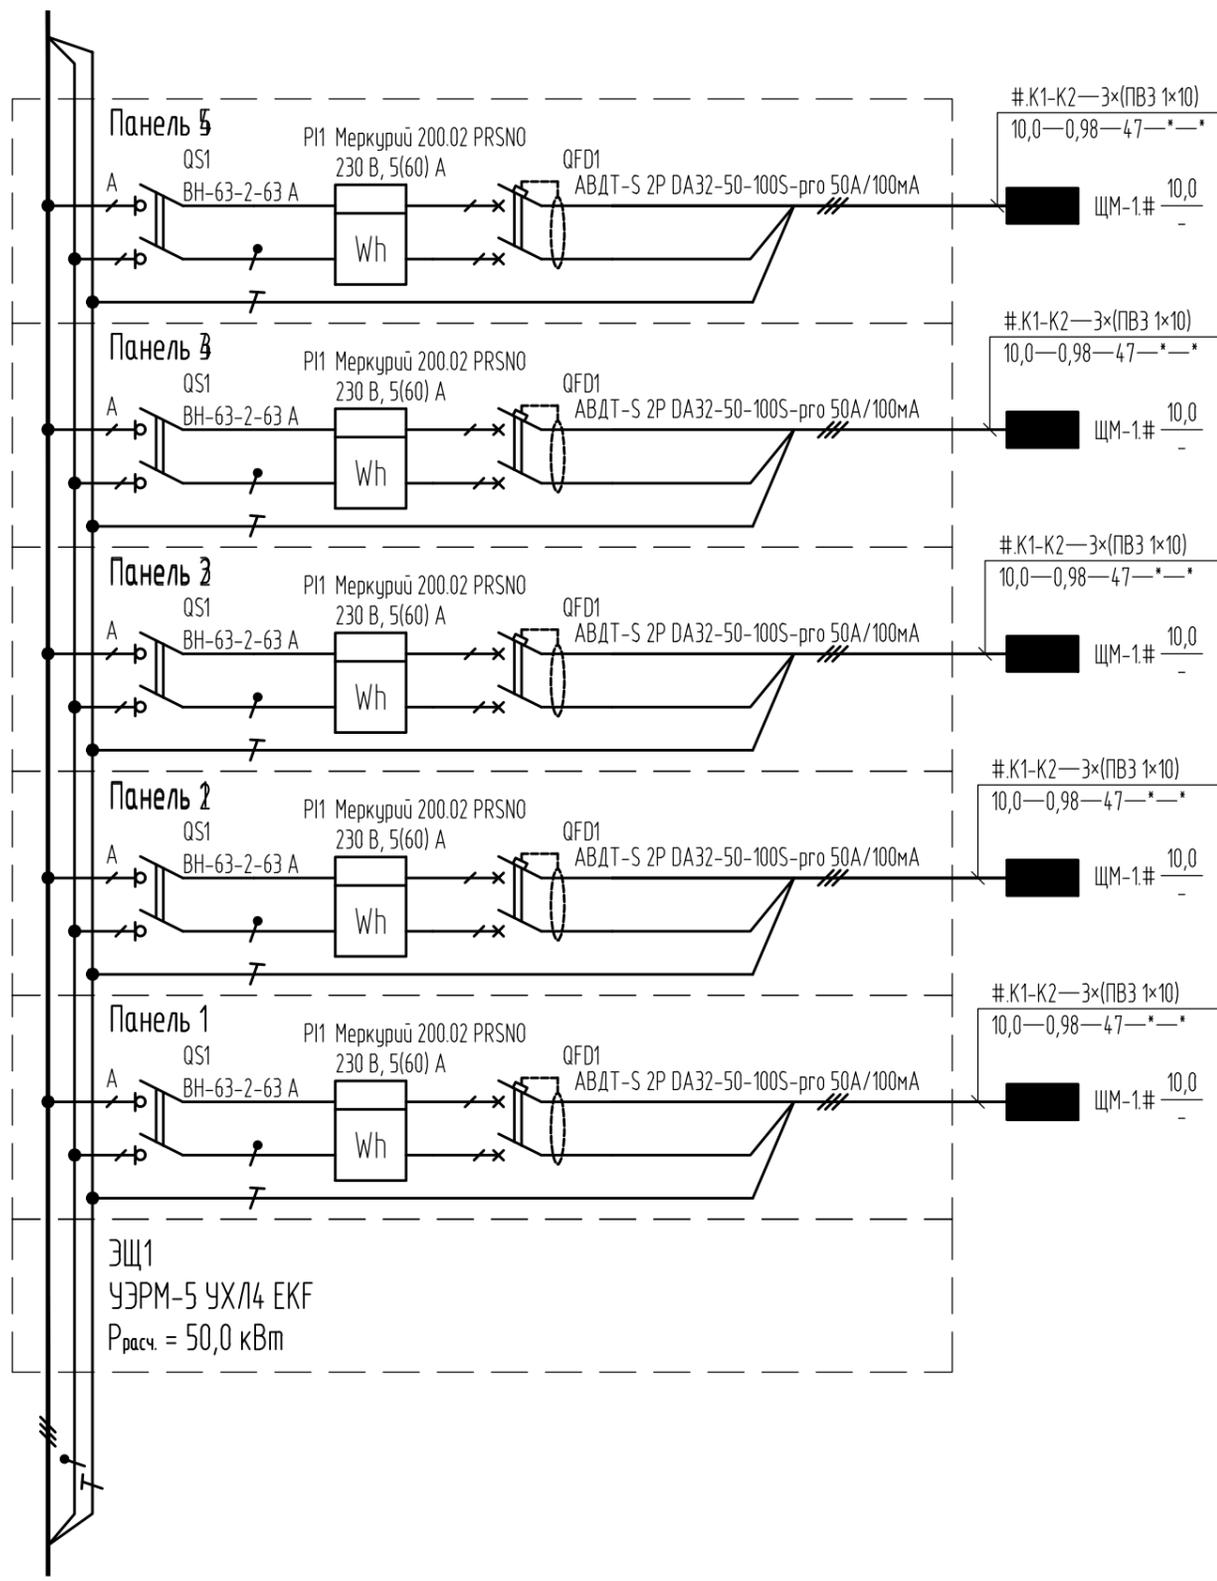 #.К1-К2—3×(ПВ3 1×10)
10,0—0,98—47—*—*
Панель
PI1 Меркурий 200.02 PRSNO
230 В, 5(60) А
QS1
ВН-63-2-63 А
QFD1
АВДТ-S 2P DA32-50-100S-pro 50А/100мА
А
Wh
ЩМ-1.# 10,0
-
#.К1-К2—3×(ПВ3 1×10)
10,0—0,98—47—*—*
Панель
PI1 Меркурий 200.02 PRSNO
230 В, 5(60) А
QS1
ВН-63-2-63 А
QFD1
АВДТ-S 2P DA32-50-100S-pro 50А/100мА
А
Wh
ЩМ-1.# 10,0
-
#.К1-К2—3×(ПВ3 1×10)
10,0—0,98—47—*—*
Панель
PI1 Меркурий 200.02 PRSNO
230 В, 5(60) А
QS1
ВН-63-2-63 А
QFD1
АВДТ-S 2P DA32-50-100S-pro 50А/100мА
А
Wh
ЩМ-1.# 10,0
-
#.К1-К2—3×(ПВ3 1×10)
10,0—0,98—47—*—*
Панель
PI1 Меркурий 200.02 PRSNO
230 В, 5(60) А
QS1
ВН-63-2-63 А
QFD1
АВДТ-S 2P DA32-50-100S-pro 50А/100мА
А
Wh
ЩМ-1.# 10,0
-
#.К1-К2—3×(ПВ3 1×10)
10,0—0,98—47—*—*
Панель 1
PI1 Меркурий 200.02 PRSNO
230 В, 5(60) А
QS1
ВН-63-2-63 А
QFD1
АВДТ-S 2P DA32-50-100S-pro 50А/100мА
А
Wh
ЩМ-1.# 10,0
-
ЭЩ1
УЭРМ-5 УХЛ4 EKF
Pрасч. = 50,0 кВт